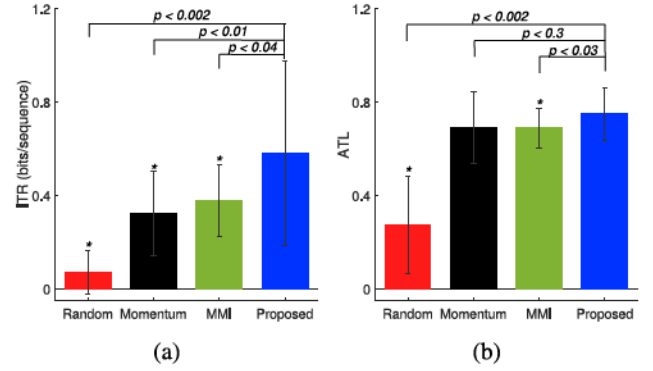 1.2
p < 0.002
p < 0.01
p < 0.04
0.8
ITR (bits/sequence)
*
*
0.4
*
0
Random Momentum MMI Proposed
(a)
1.2
p < 0.002
p < 0.3
p < 0.03
0.8
ATL
*
*
0.4
0
Random Momentum MMI Proposed
(b)